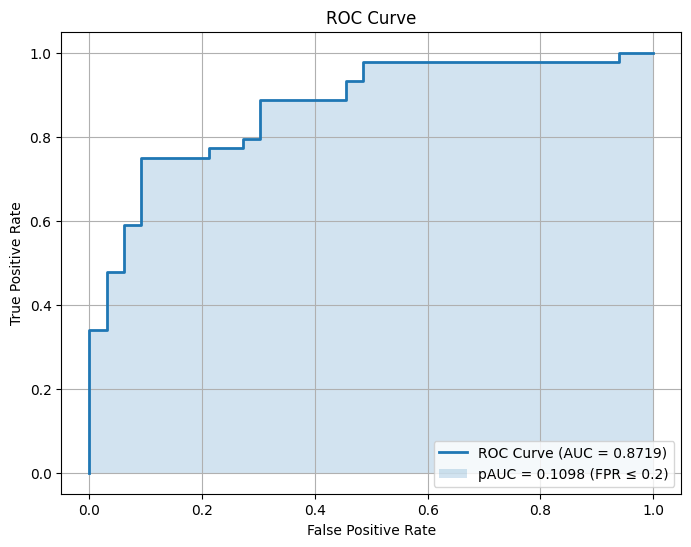 ROC Curve
1.0
0.8
0.6
0.4
0.2
0.0
True Positive Rate
0.0 0.2 0.4 0.6 0.8 1.0
False Positive Rate
ROC Curve (AUC = 0.8719)
pAUC = 0.1098 (FPR ≤ 0.2)